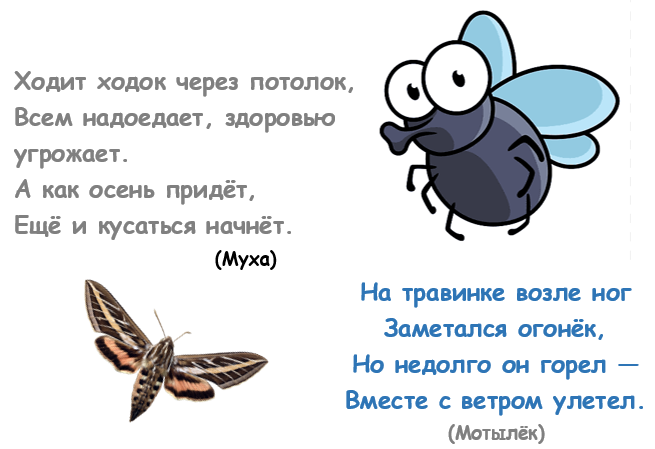 Ходит ходок через потолок,
Всем надоедает, здоровью
угрожает.
А как осень придёт,
Ещё и кусаться начнёт.
(Муха)
На травинке возле ног
Заметался огонёк,
Но недолго он горел —
Вместе с ветром улетел.
(Мотылёк)